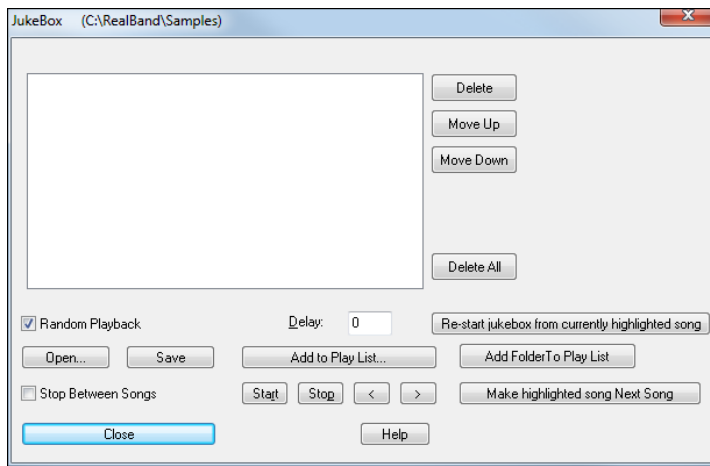 JukeBox (C:\RealBand\Samples)
Delete
Move Up
Move Down
Delete All
Random Playback
Delay: 0
Re-start jukebox from currently highlighted song
Open...
Save
Add to Play List...
Add FolderTo Play List
Stop Between Songs
Start
Stop
<
>
Make highlighted song Next Song
Close
Help